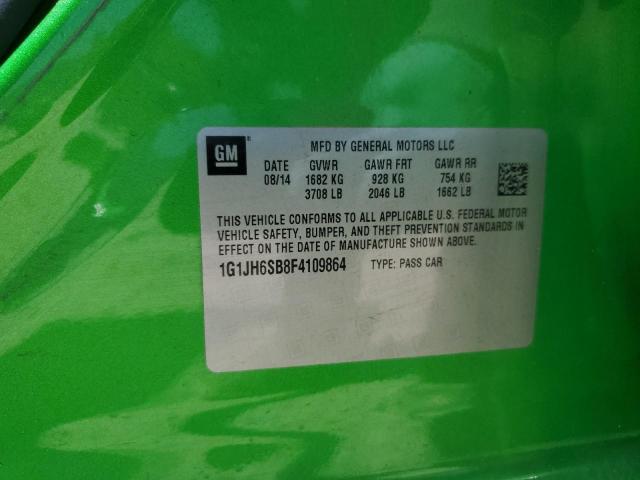 GM ® MFD BY GENERAL MOTORS LLC
DATE GVWR GAWR FRT GAWR RR
08/14 1682 KG 928 KG 754 KG
3708 LB 2046 LB 1662 LB
THIS VEHICLE CONFORMS TO ALL APPLICABLE U.S. FEDERAL MOTOR
VEHICLE SAFETY, BUMPER, AND THEFT PREVENTION STANDARDS IN
EFFECT ON THE DATE OF MANUFACTURE SHOWN ABOVE.
1G1JH6SB8F4109864 TYPE: PASS CAR